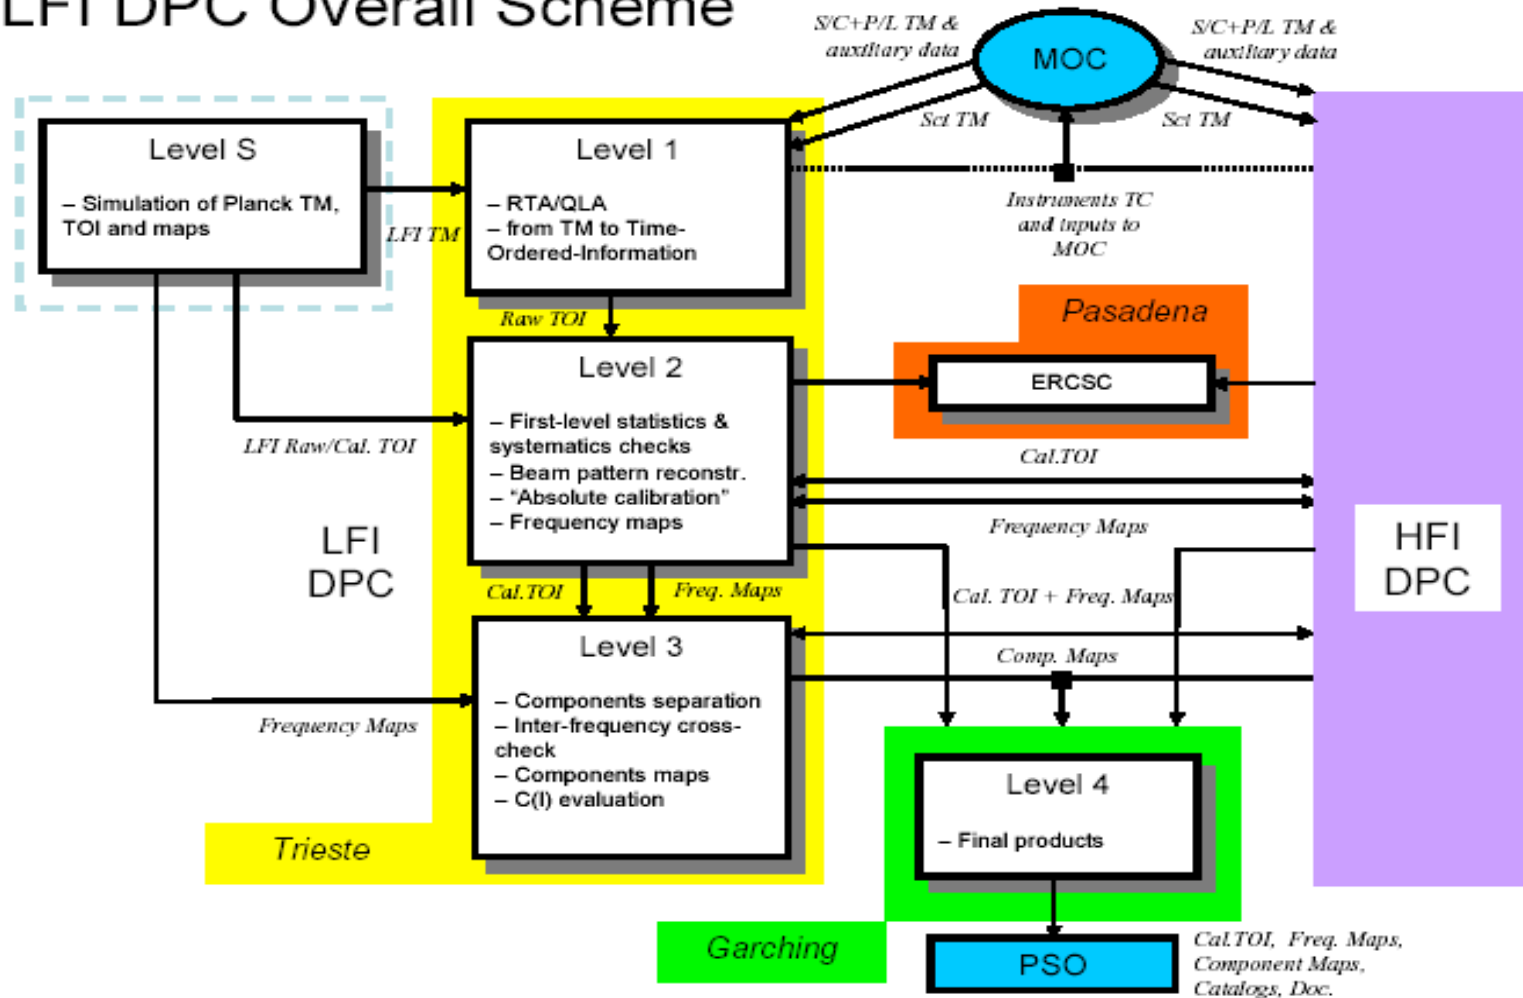 LFI DPC Overall Scheme
S/C+P/L TM &
auxiliary data
MOC
S/C+P/L TM &
auxiliary data
Sci TM
Sci TM
Level S
– Simulation of Planck TM,
TOI and maps
LFI TM
Level 1
– RTA/QLA
– from TM to Time-
Ordered-Information
Instruments TC
and inputs to
MOC
Raw TOI
Pasadena
ERCSC
Level 2
– First-level statistics &
systematics checks
– Beam pattern reconstr.
– “Absolute calibration”
– Frequency maps
LFI Raw/Cal. TOI
Cal.TOI
Frequency Maps
LFI
DPC
HFI
DPC
Cal.TOI
Freq. Maps
Cal. TOI + Freq. Maps
Level 3
– Components separation
– Inter-frequency cross-
check
– Components maps
– C(l) evaluation
Comp. Maps
Frequency Maps
Trieste
Level 4
– Final products
Garching
PSO
Cal.TOI, Freq. Maps,
Component Maps,
Catalogs, Doc.